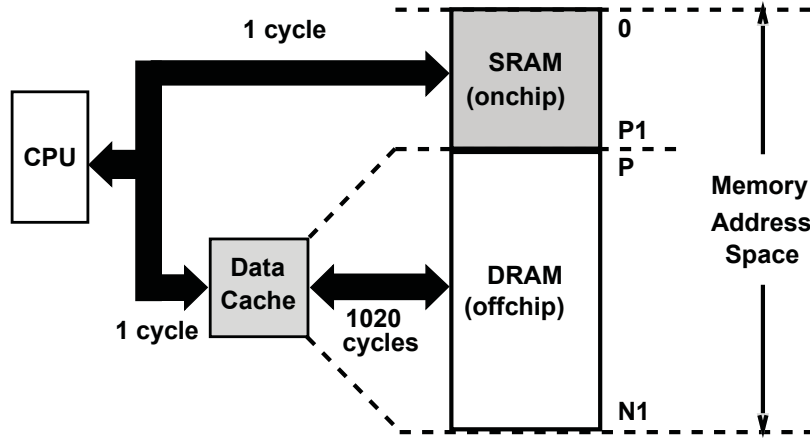 1 cycle
0
SRAM
(onchip)
P1
CPU
P
Memory
Address
Space
Data
Cache
DRAM
(offchip)
1020
cycles
1 cycle
N1